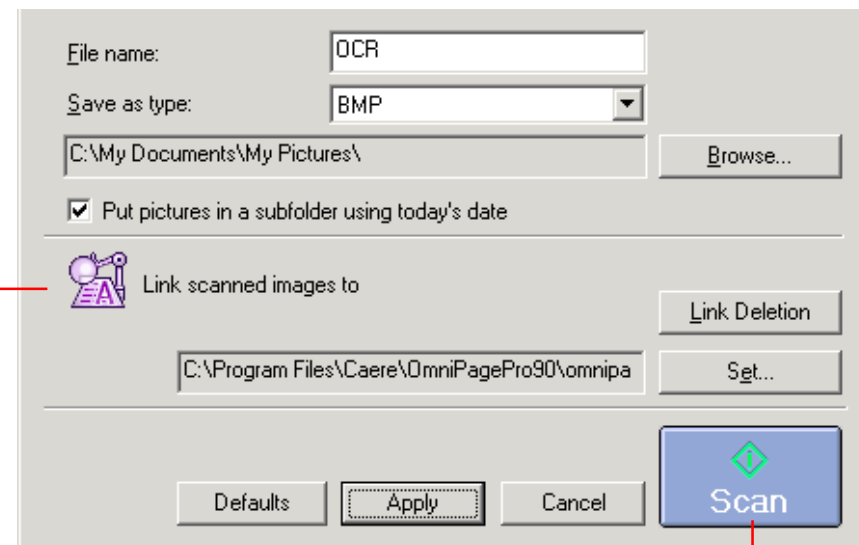 File name: OCR
Save as type: BMP
C:\My Documents\My Pictures\ Browse...
Put pictures in a subfolder using today's date
Link scanned images to
Link Deletion
C:\Program Files\Caere\OmniPagePro90\omnipa Set...
Defaults Apply Cancel Scan